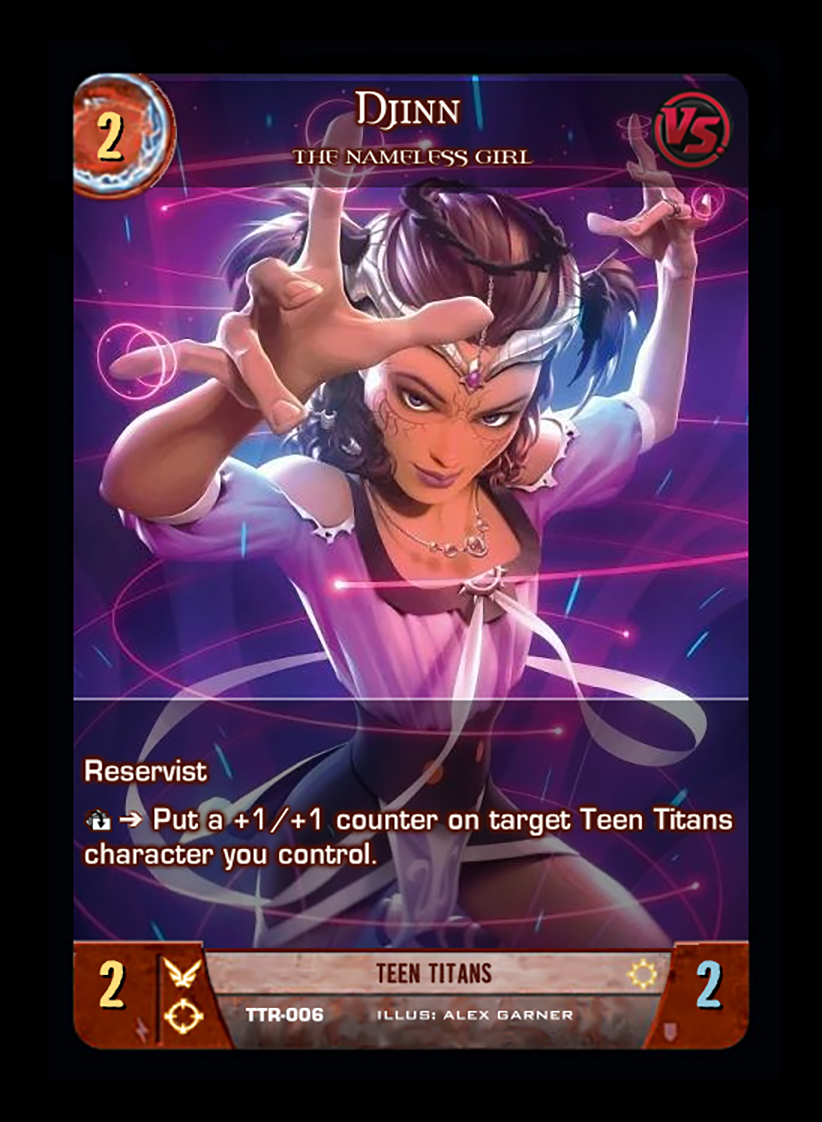 2
Djinn
VS.
The Nameless Girl
Reservist
➔ Put a +1/+1 counter on target Teen Titans
character you control.
2
TEEN TITANS
2
TTR-006 ILLUS: ALEX GARNER